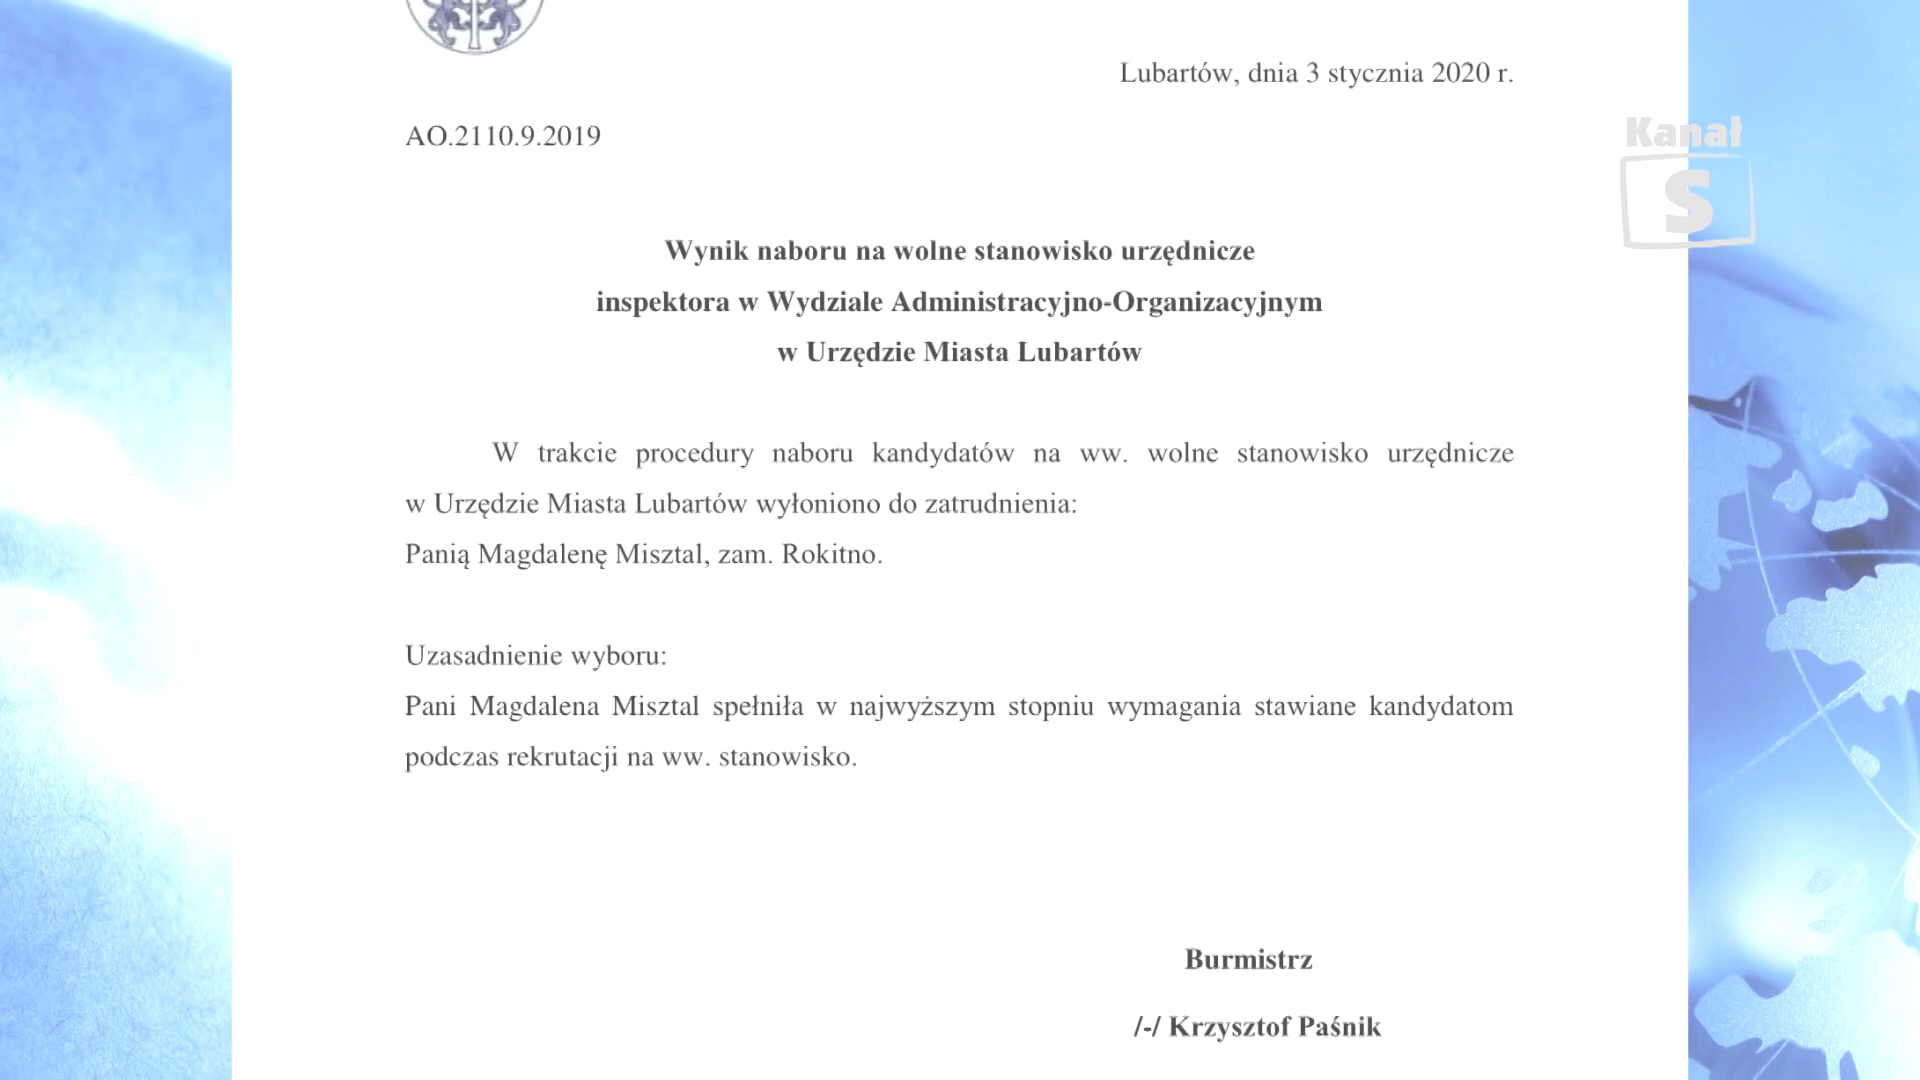 Lubartów, dnia 3 stycznia 2020 r.
AO.2110.9.2019
Kanał
S
Wynik naboru na wolne stanowisko urzędnicze
inspektora w Wydziale Administracyjno-Organizacyjnym
w Urzędzie Miasta Lubartów
W trakcie procedury naboru kandydatów na ww. wolne stanowisko urzędnicze
w Urzędzie Miasta Lubartów wyłoniono do zatrudnienia:
Panią Magdalenę Misztal, zam. Rokitno.
Uzasadnienie wyboru:
Pani Magdalena Misztal spełniła w najwyższym stopniu wymagania stawiane kandydatom
podczas rekrutacji na ww. stanowisko.
Burmistrz
/-/ Krzysztof Paśnik